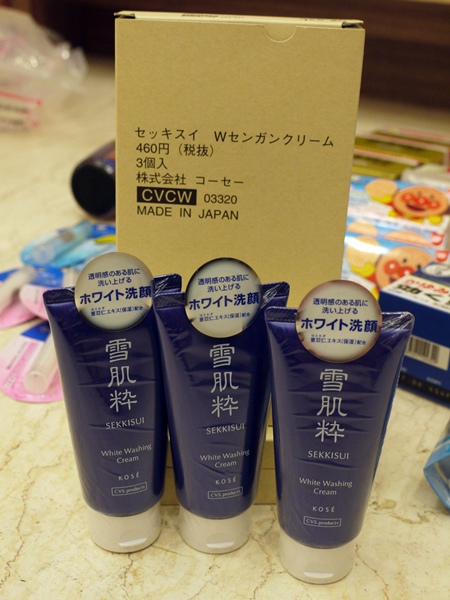 セッキスイ Wセンガンクリーム
460円 (税抜)
3個入
株式会社 コーセー
CVCW 03320
MADE IN JAPAN
透明感のある肌に
洗い上げる
ホワイト洗顔
雪肌粋
SEKKISUI
White Washing
Cream
KOSÉ
CVS products
透明感のある肌に
洗い上げる
ホワイト洗顔
雪肌粋
SEKKISUI
White Washing
Cream
KOSÉ
CVS products
透明感のある肌に
洗い上げる
ホワイト洗顔
雪肌粋
SEKKISUI
White Washing
Cream
KOSÉ
CVS products